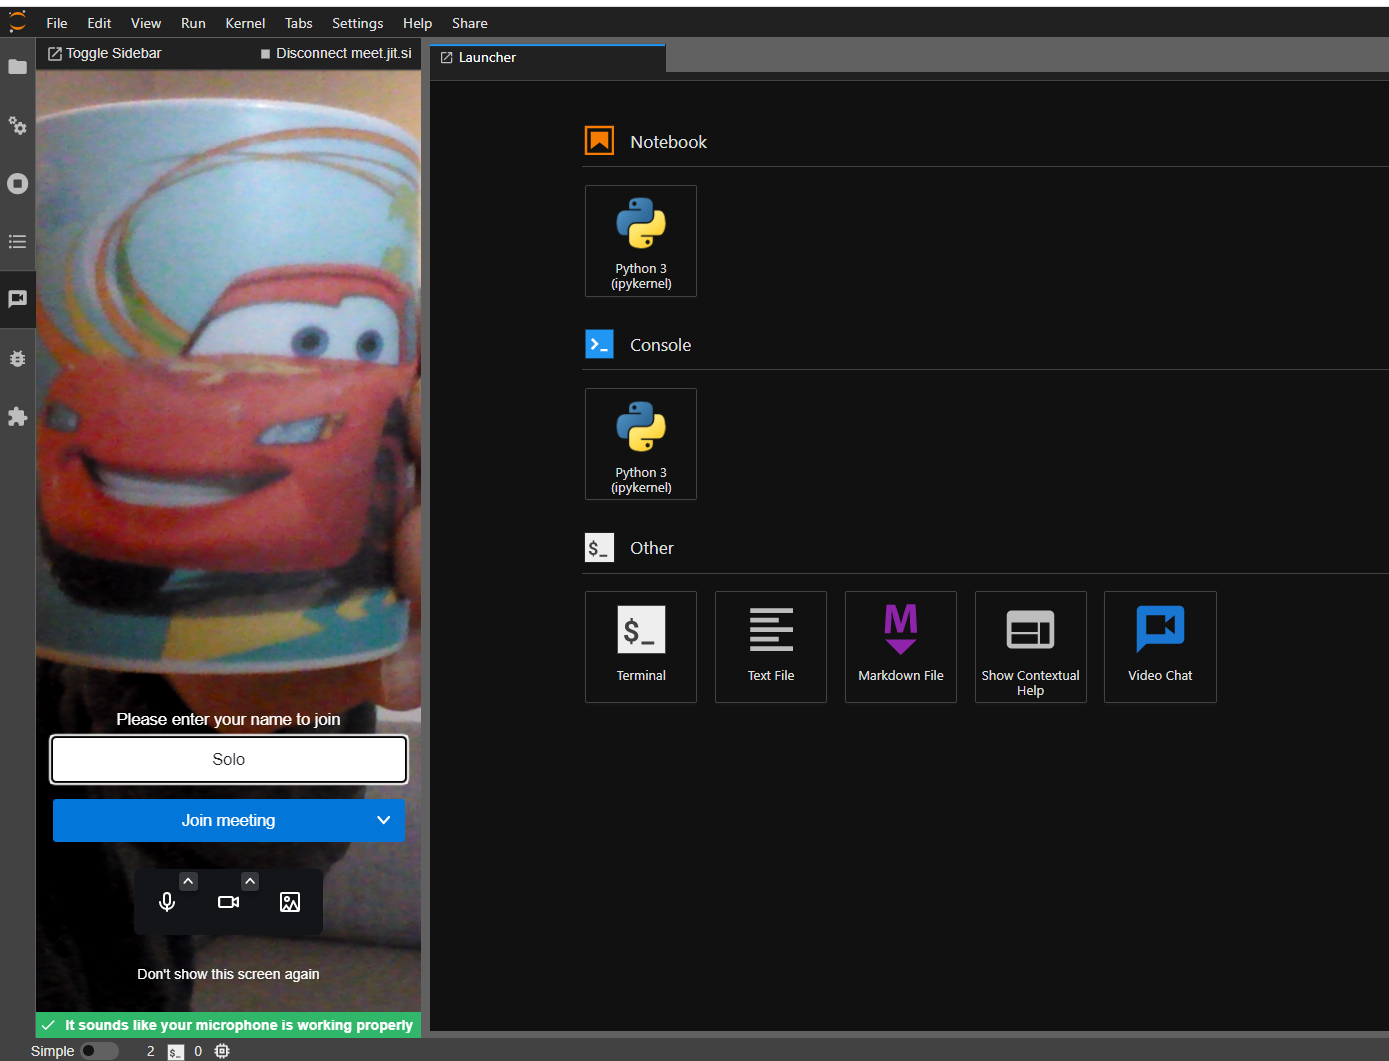 File Edit View Run Kernel Tabs Settings Help Share
Toggle Sidebar
Disconnect meet.jit.si
Please enter your name to join
Solo
Join meeting
Don't show this screen again
It sounds like your microphone is working properly
Launcher
Notebook
Python 3
(ipykernel)
Console
Python 3
(ipykernel)
$_ Other
$_
Terminal
Text File
M
Markdown File
Show Contextual
Help
Video Chat
Simple 2 $_ 0